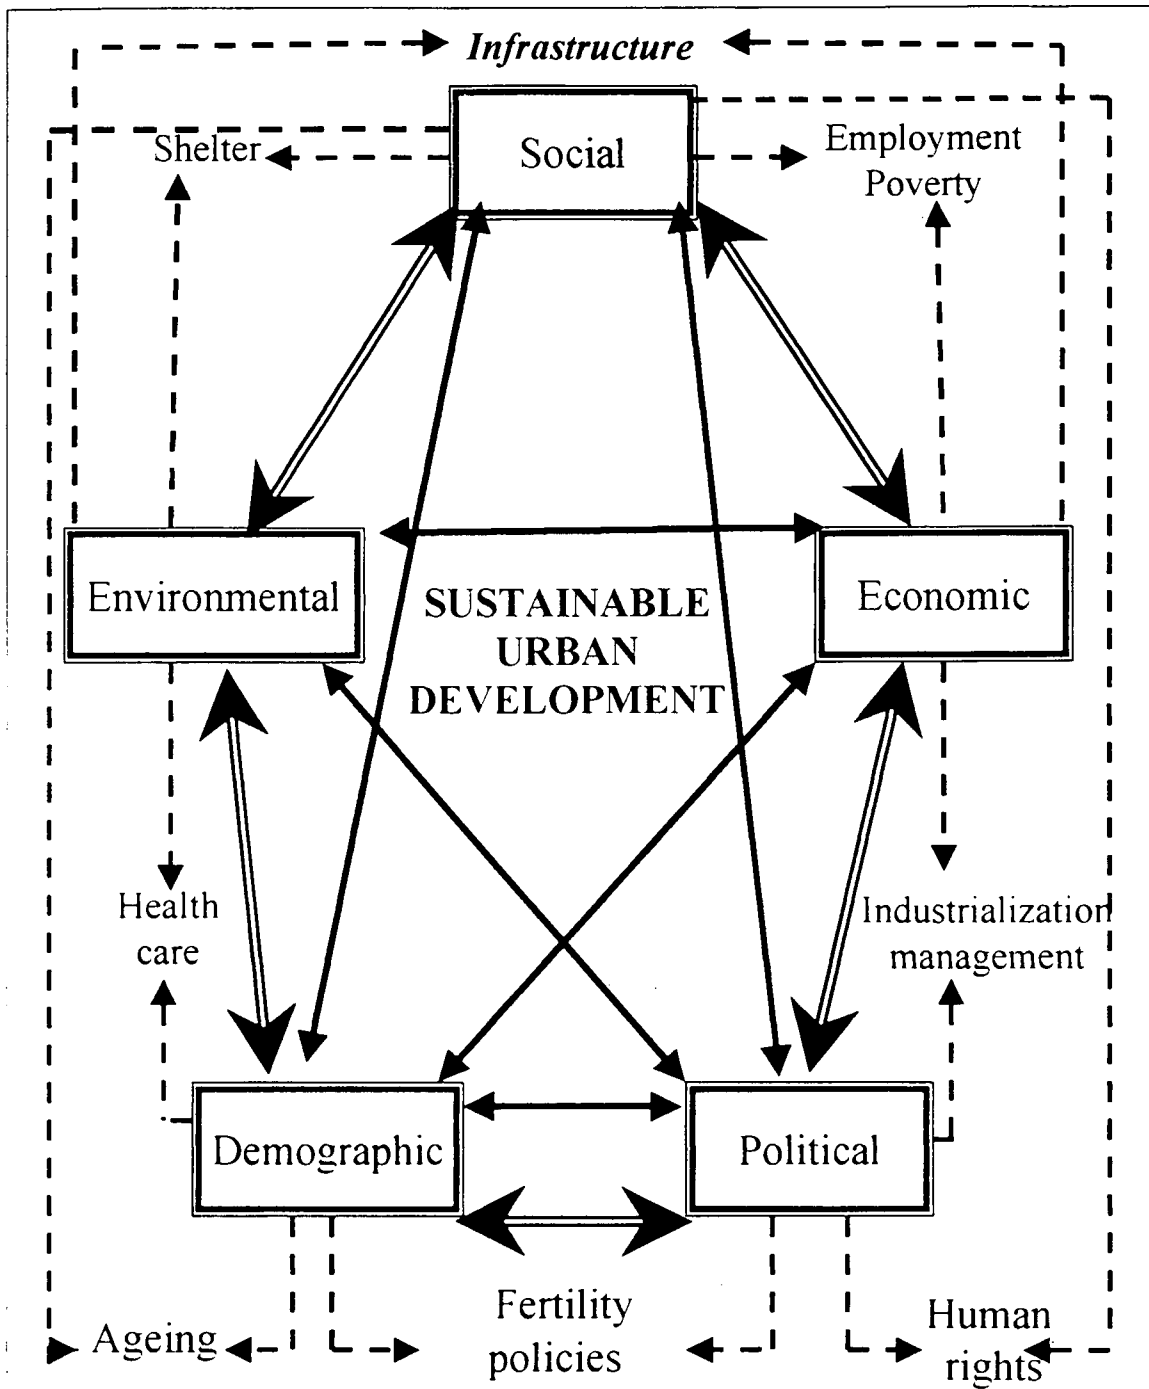 Infrastructure
Social
Shelter
Employment
Poverty
Environmental
SUSTAINABLE
URBAN
DEVELOPMENT
Economic
Health
care
Industrialization
management
Demographic
Political
Ageing
Fertility
policies
Human
rights